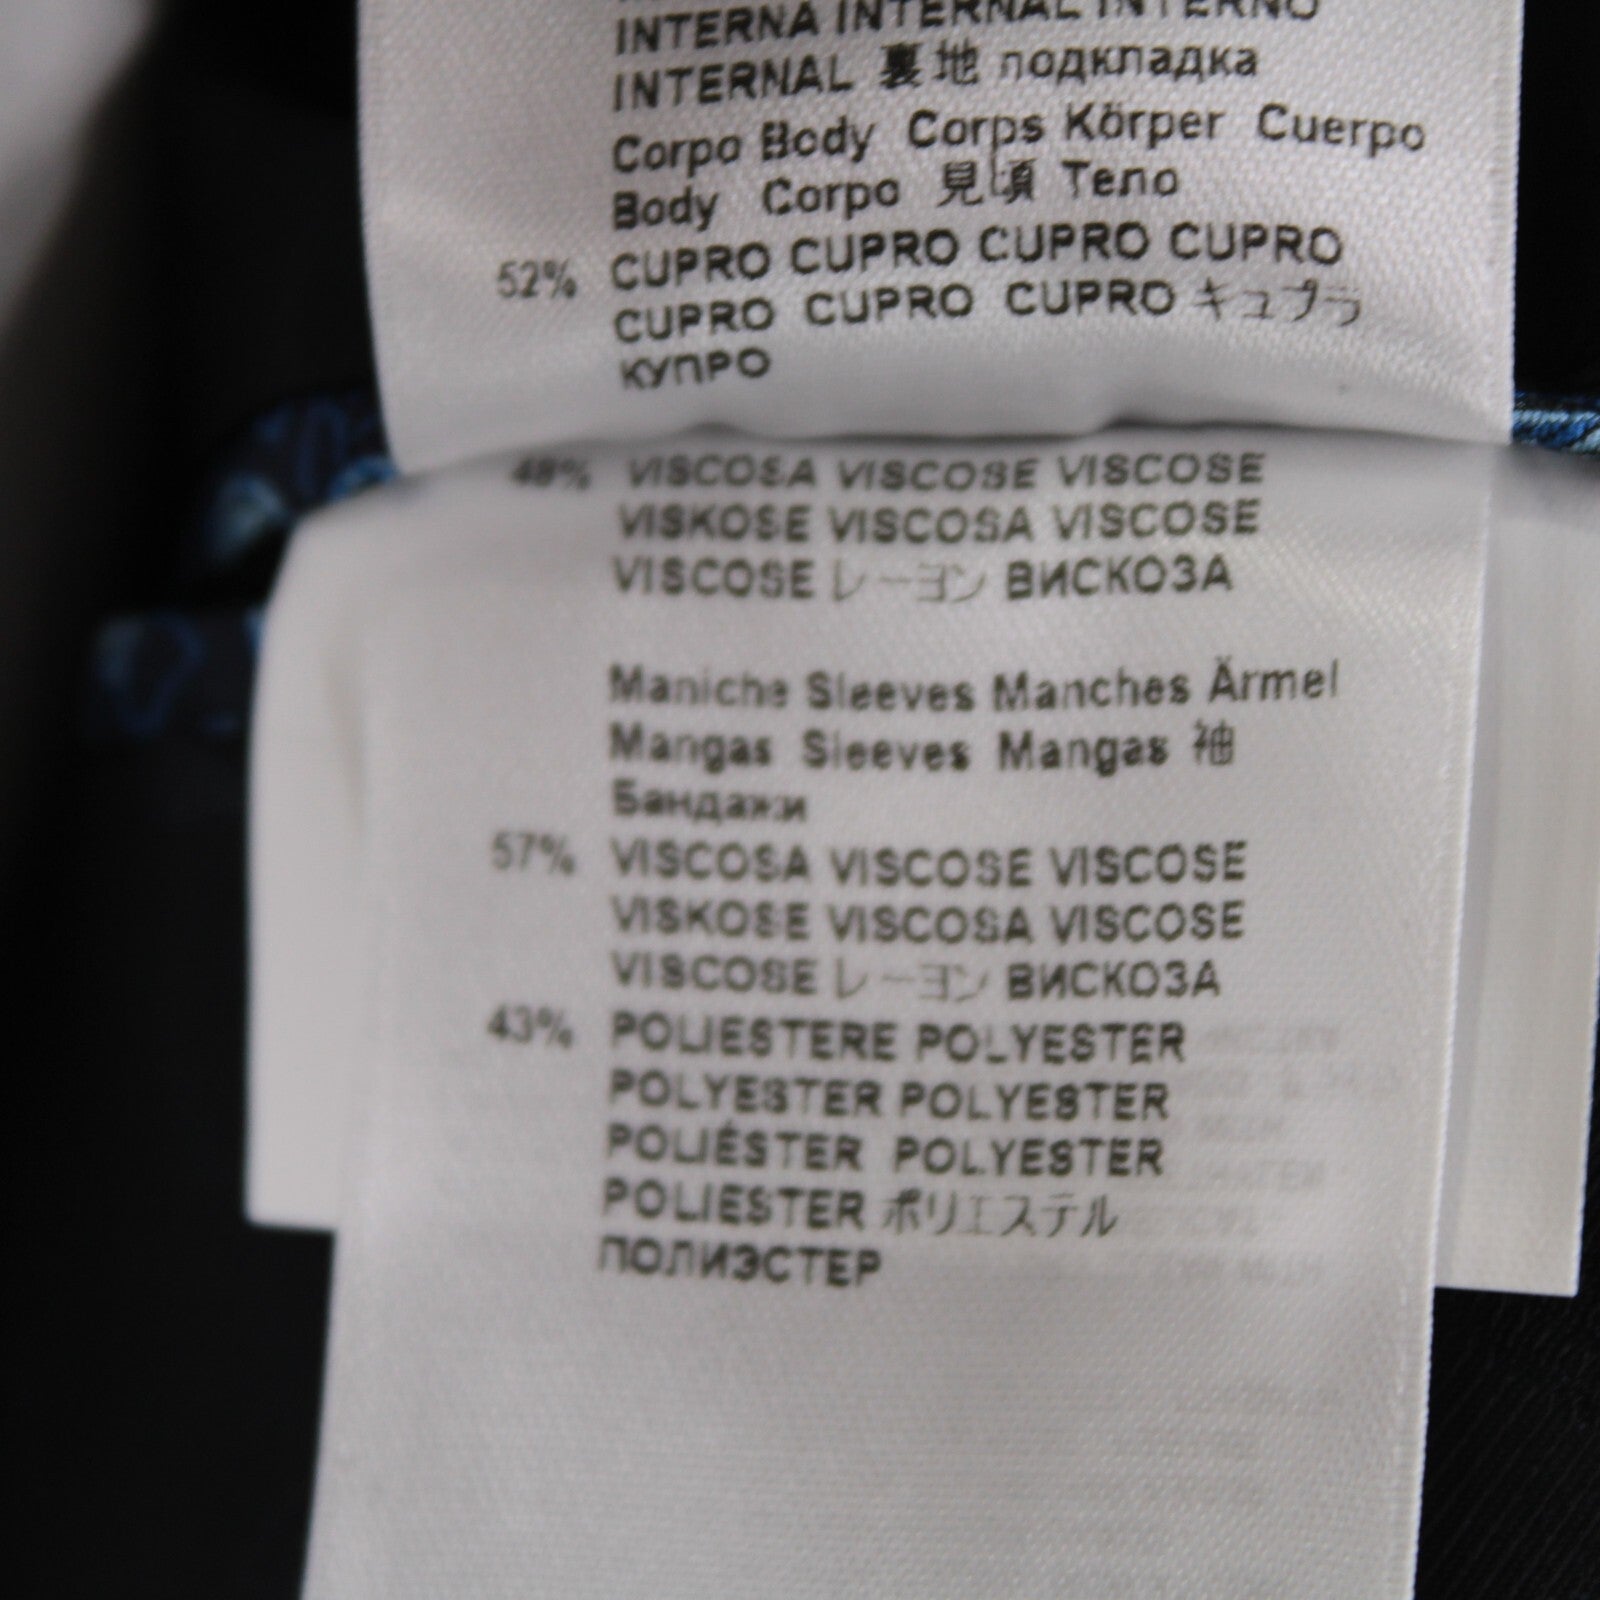 INTERNA INTERNAL INTERNAL INTERNO
INTERNAL 裏地 подкладка
Corpo Body Corps Körper Cuerpo
Body Corpo 見頃 Тело
52% CUPRO CUPRO CUPRO CUPRO
CUPRO CUPRO CUPRO キュプラ
КУПРО
48% VISCOSA VISCOSE VISCOSE
VISKOSE VISCOSA VISCOSE
VISCOSE レーヨン ВИСКОЗА
Maniche Sleeves Manches Ärmel
Mangas Sleeves Mangas 袖
Бандажи
57% VISCOSA VISCOSE VISCOSE
VISKOSE VISCOSA VISCOSE
VISCOSE レーヨン ВИСКОЗА
43% POLIESTERE POLYESTER
POLYESTER POLYESTER
POLIÉSTER POLYESTER
POLIESTER ポリエステル
ПОЛИЭСТЕР